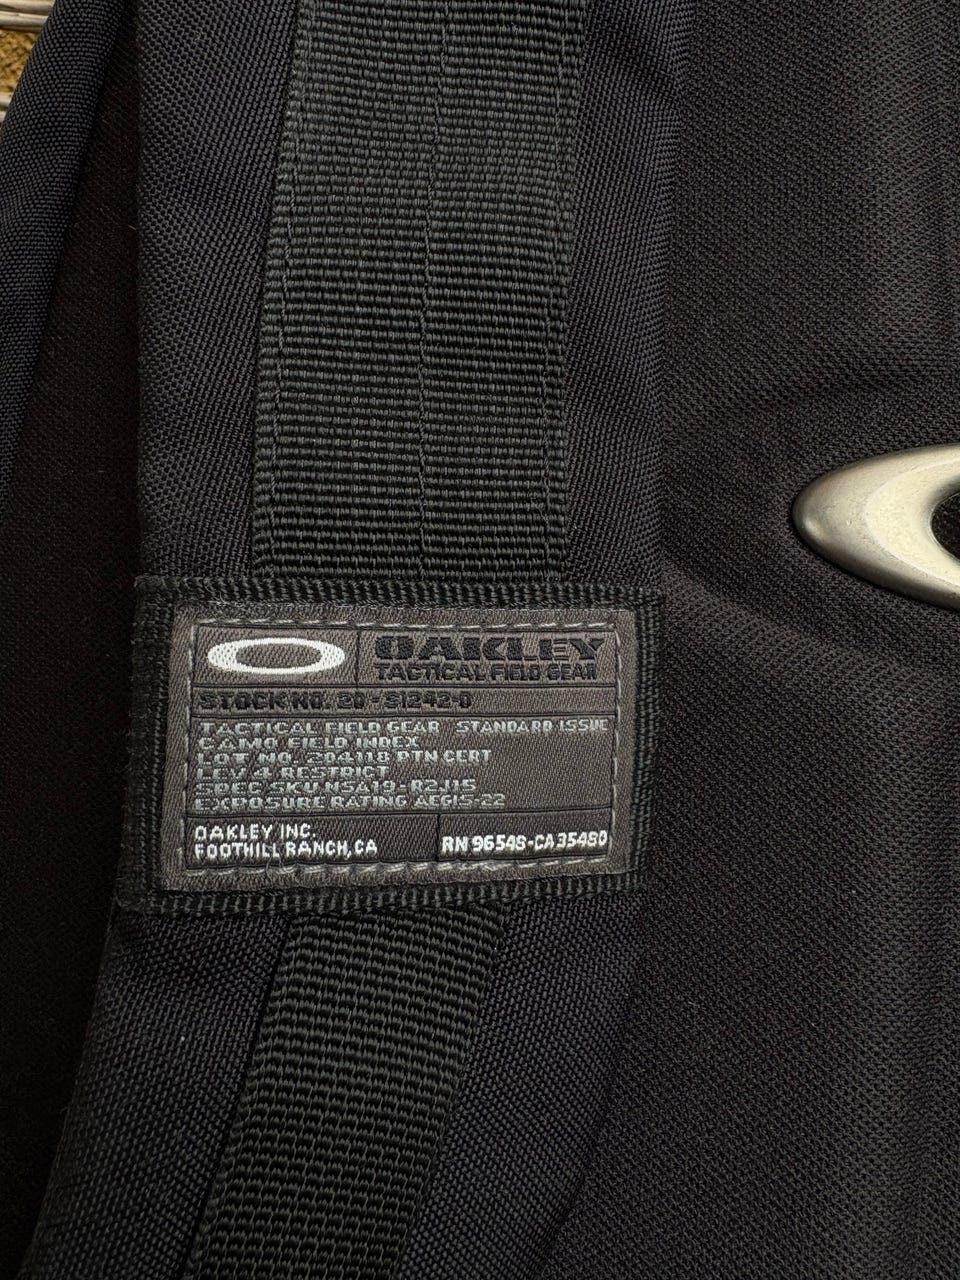 OAKLEY
TACTICAL FIELD GEAR
STOCK NO. 20-S1242-0
TACTICAL FIELD GEAR STANDARD ISSUE
CAMO FIELD INDEX
LOT NO. 204118 PTN CERT
LEV 4 RESTRICT
SPEC SKU NSA19-R2J15
EXPOSURE RATING AEGIS-22
OAKLEY INC.
FOOTHILL RANCH, CA
RN 96548-CA 35480